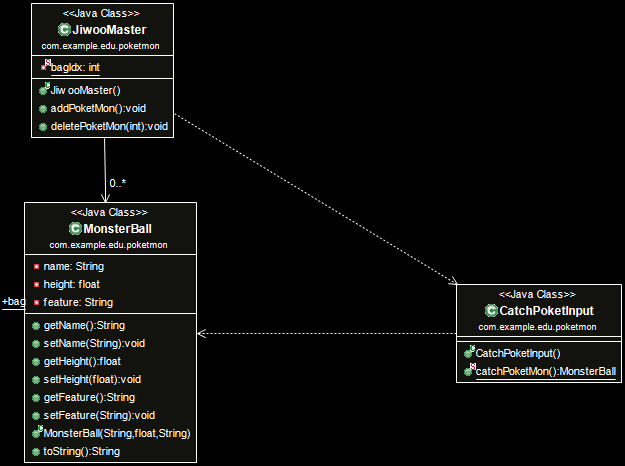 <<Java Class>>
JiwooMaster
com.example.edu.poketmon
bagIdx: int
JiwooMaster()
addPoketMon():void
deletePoketMon(int):void
0..*
<<Java Class>>
MonsterBall
com.example.edu.poketmon
name: String
height: float
feature: String
+bag
getName():String
setName(String):void
getHeight():float
setHeight(float):void
getFeature():String
setFeature(String):void
MonsterBall(String,float,String)
toString():String
<<Java Class>>
CatchPoketInput
com.example.edu.poketmon
CatchPoketInput()
catchPoketMon():MonsterBall